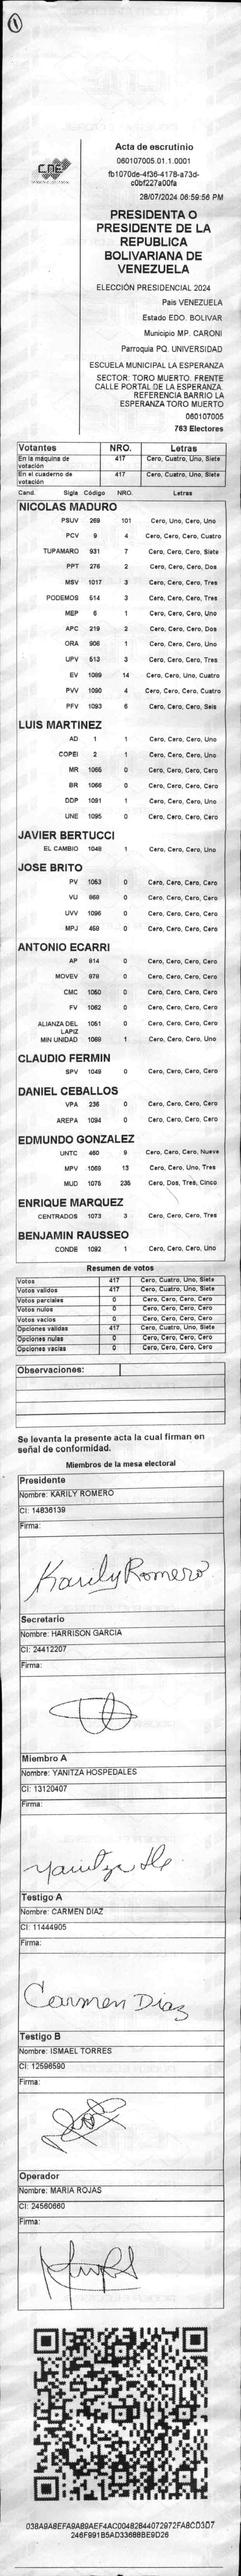 1
CNE
Acta de escrutinio
060107005.01.1.0001
fb1070de-4f36-4178-a73d-
c0bf227a00fa
28/07/2024 06:59:56 PM
PRESIDENTA O
PRESIDENTE DE LA
REPUBLICA
BOLIVARIANA DE
VENEZUELA
ELECCIÓN PRESIDENCIAL 2024
Pais VENEZUELA
Estado EDO. BOLIVAR
Municipio MP. CARONI
Parroquia PQ. UNIVERSIDAD
ESCUELA MUNICIPAL LA ESPERANZA
SECTOR: TORO MUERTO. FRENTE
CALLE PORTAL DE LA ESPERANZA.
REFERENCIA BARRIO LA
ESPERANZA TORO MUERTO
060107005
763 Electores
Votantes NRO. Letras
En la máquina de votación 417 Cero, Cuatro, Uno, Siete
En el cuaderno de votación 417 Cero, Cuatro, Uno, Siete
Cand. Sigla Código NRO. Letras
NICOLAS MADURO
PSUV 269 101 Cero, Uno, Cero, Uno
PCV 9 4 Cero, Cero, Cero, Cuatro
TUPAMARO 931 7 Cero, Cero, Cero, Siete
PPT 276 2 Cero, Cero, Cero, Dos
MSV 1017 3 Cero, Cero, Cero, Tres
PODEMOS 514 3 Cero, Cero, Cero, Tres
MEP 6 1 Cero, Cero, Cero, Uno
APC 219 2 Cero, Cero, Cero, Dos
ORA 906 1 Cero, Cero, Cero, Uno
UPV 513 3 Cero, Cero, Cero, Tres
EV 1089 14 Cero, Cero, Uno, Cuatro
PVV 1090 4 Cero, Cero, Cero, Cuatro
PFV 1093 6 Cero, Cero, Cero, Seis
LUIS MARTINEZ
AD 1 1 Cero, Cero, Cero, Uno
COPEI 2 1 Cero, Cero, Cero, Uno
MR 1065 0 Cero, Cero, Cero, Cero
BR 1066 0 Cero, Cero, Cero, Cero
DDP 1091 1 Cero, Cero, Cero, Uno
UNE 1095 0 Cero, Cero, Cero, Cero
JAVIER BERTUCCI
EL CAMBIO 1048 1 Cero, Cero, Cero, Uno
JOSE BRITO
PV 1053 0 Cero, Cero, Cero, Cero
VU 868 0 Cero, Cero, Cero, Cero
UVV 1096 0 Cero, Cero, Cero, Cero
MPJ 458 0 Cero, Cero, Cero, Cero
ANTONIO ECARRI
AP 814 0 Cero, Cero, Cero, Cero
MOVEV 978 0 Cero, Cero, Cero, Cero
CMC 1050 0 Cero, Cero, Cero, Cero
FV 1062 0 Cero, Cero, Cero, Cero
ALIANZA DEL LAPIZ 1051 0 Cero, Cero, Cero, Cero
MIN UNIDAD 1069 1 Cero, Cero, Cero, Uno
CLAUDIO FERMIN
SPV 1049 0 Cero, Cero, Cero, Cero
DANIEL CEBALLOS
VPA 236 0 Cero, Cero, Cero, Cero
AREPA 1094 0 Cero, Cero, Cero, Cero
EDMUNDO GONZALEZ
UNTC 460 9 Cero, Cero, Cero, Nueve
MPV 1069 13 Cero, Cero, Uno, Tres
MUD 1075 235 Cero, Dos, Tres, Cinco
ENRIQUE MARQUEZ
CENTRADOS 1073 3 Cero, Cero, Cero, Tres
BENJAMIN RAUSSEO
CONDE 1092 1 Cero, Cero, Cero, Uno
Resumen de votos
Votos 417 Cero, Cuatro, Uno, Siete
Votos validos 417 Cero, Cuatro, Uno, Siete
Votos parciales 0 Cero, Cero, Cero, Cero
Votos nulos 0 Cero, Cero, Cero, Cero
Votos vacios 0 Cero, Cero, Cero, Cero
Opciones validas 417 Cero, Cuatro, Uno, Siete
Opciones nulas 0 Cero, Cero, Cero, Cero
Opciones vacias 0 Cero, Cero, Cero, Cero
Observaciones:
Se levanta la presente acta la cual firman en
señal de conformidad.
Miembros de la mesa electoral
Presidente
Nombre: KARILY ROMERO
CI: 14836139
Firma:
Karily Romero
Secretario
Nombre: HARRISON GARCIA
CI: 24412207
Firma:
Miembro A
Nombre: YANITZA HOSPEDALES
CI: 13120407
Firma:
Testigo A
Nombre: CARMEN DIAZ
CI: 11444905
Firma:
Carmen Diaz
Testigo B
Nombre: ISMAEL TORRES
CI: 12596590
Firma:
Operador
Nombre: MARIA ROJAS
CI: 24560660
Firma: